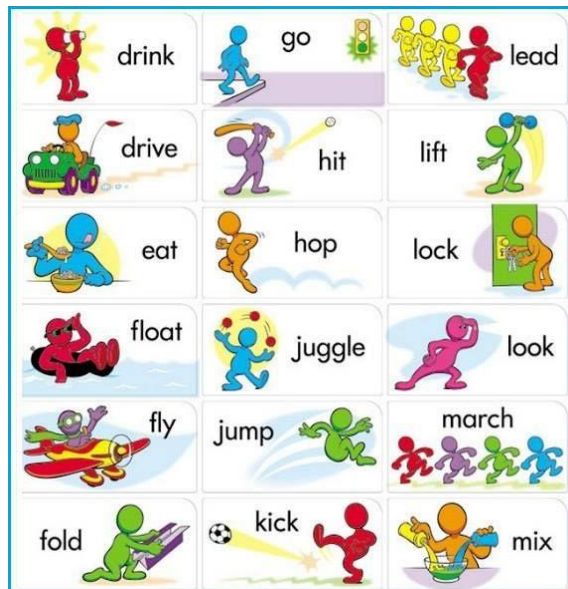 drink
go
lead
drive
hit
lift
eat
hop
lock
float
juggle
look
fly
jump
march
fold
kick
mix